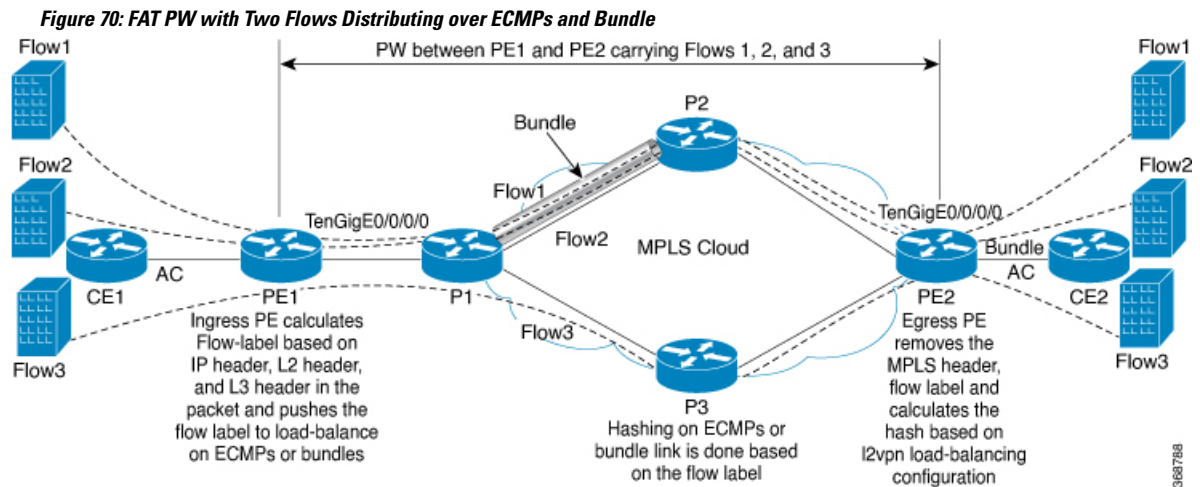 Figure 70: FAT PW with Two Flows Distributing over ECMPs and Bundle
Flow1
PW between PE1 and PE2 carrying Flows 1, 2, and 3
Flow1
P2
Bundle
Flow2
Flow1
Flow2
TenGigE0/0/0/0
Flow2
TenGigE0/0/0/0
MPLS Cloud
Bundle
AC
AC
CE1
PE1
P1
PE2
CE2
Flow3
Flow3
Flow3
Ingress PE calculates
Flow-label based on
IP header, L2 header,
and L3 header in the
packet and pushes the
flow label to load-balance
on ECMPs or bundles
P3
Hashing on ECMPs or
bundle link is done based
on the flow label
Egress PE
removes the
MPLS header,
flow label and
calculates the
hash based on
l2vpn load-balancing
configuration
368788